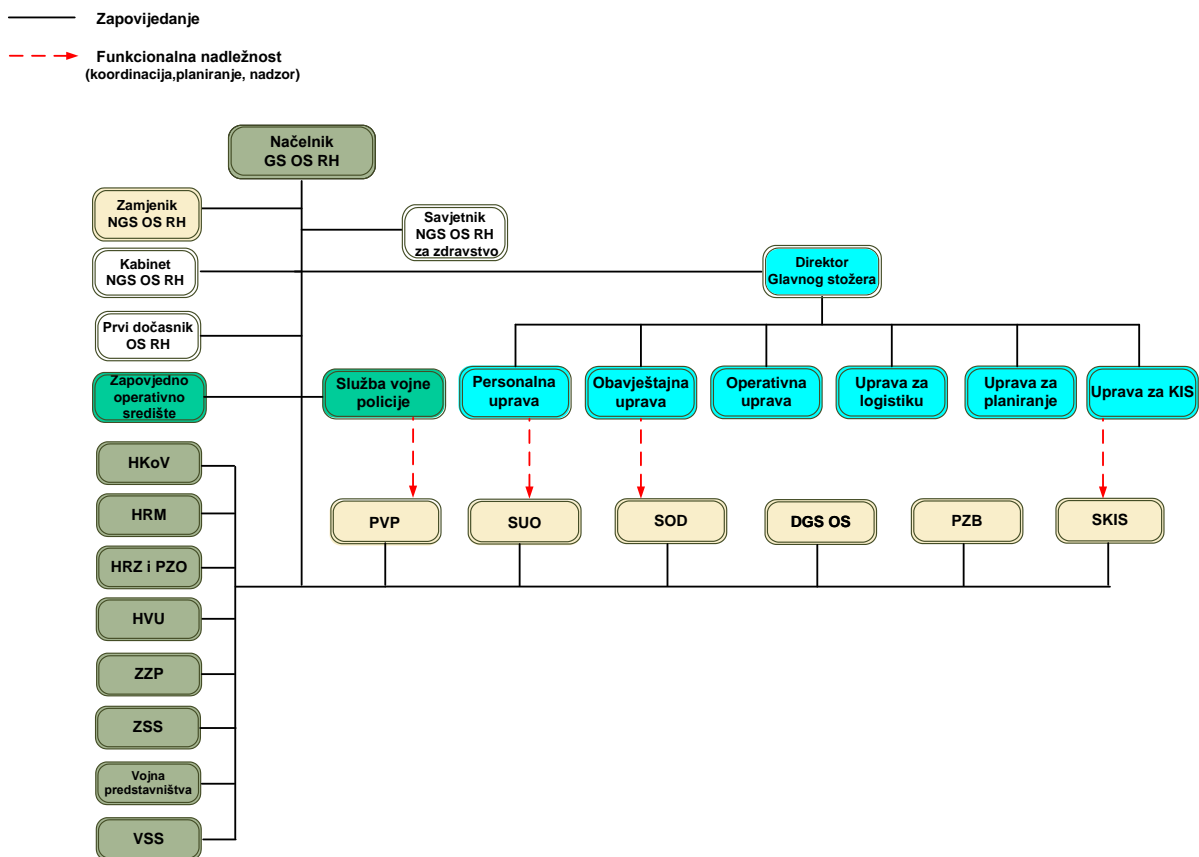 Zapovijedanje
Funkcionalna nadležnost
(koordinacija,planiranje, nadzor)
Načelnik
GS OS RH
Zamjenik
NGS OS RH
Savjetnik
NGS OS RH
za zdravstvo
Kabinet
NGS OS RH
Direktor
Glavnog stožera
Prvi dočasnik
OS RH
Zapovjedno
operativno
središte
Služba vojne
policije
Personalna
uprava
Obavještajna
uprava
Operativna
uprava
Uprava za
logistiku
Uprava za
planiranje
Uprava za KIS
HKoV
HRM
HRZ i PZO
HVU
ZZP
ZSS
Vojna
predstavništva
VSS
PVP
SUO
SOD
DGS OS
PZB
SKIS